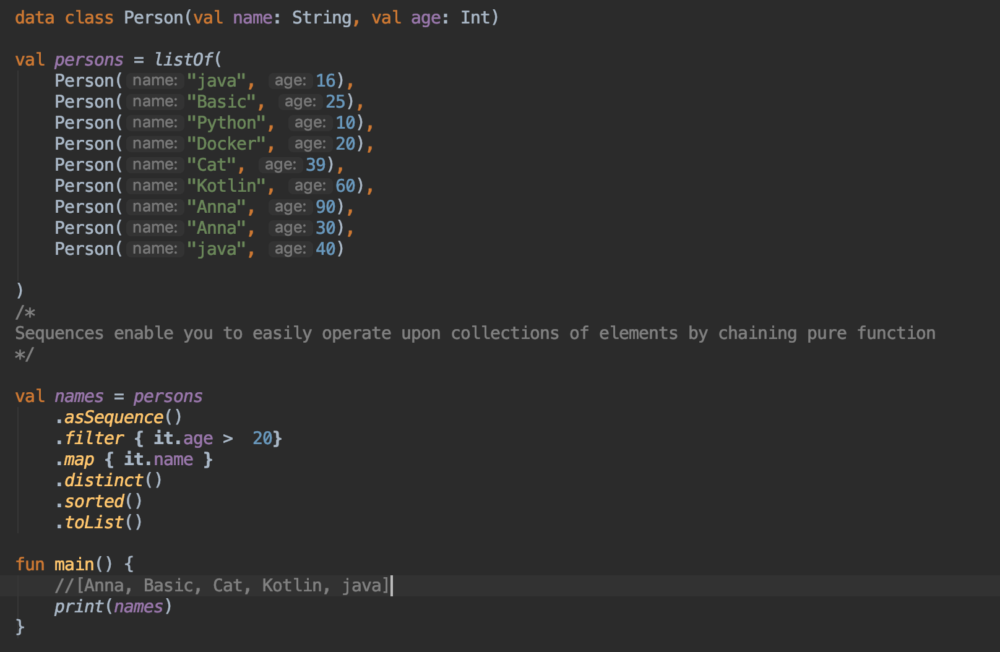 data class Person(val name: String, val age: Int)
val persons = listOf(
Person( name: "java", age: 16),
Person( name: "Basic", age: 25),
Person( name: "Python", age: 10),
Person( name: "Docker", age: 20),
Person( name: "Cat", age: 39),
Person( name: "Kotlin", age: 60),
Person( name: "Anna", age: 90),
Person( name: "Anna", age: 30),
Person( name: "java", age: 40)
)
/*
Sequences enable you to easily operate upon collections of elements by chaining pure function
*/
val names = persons
.asSequence()
.filter { it.age >  20}
.map { it.name }
.distinct()
.sorted()
.toList()
fun main() {
//[Anna, Basic, Cat, Kotlin, java]
print(names)
}